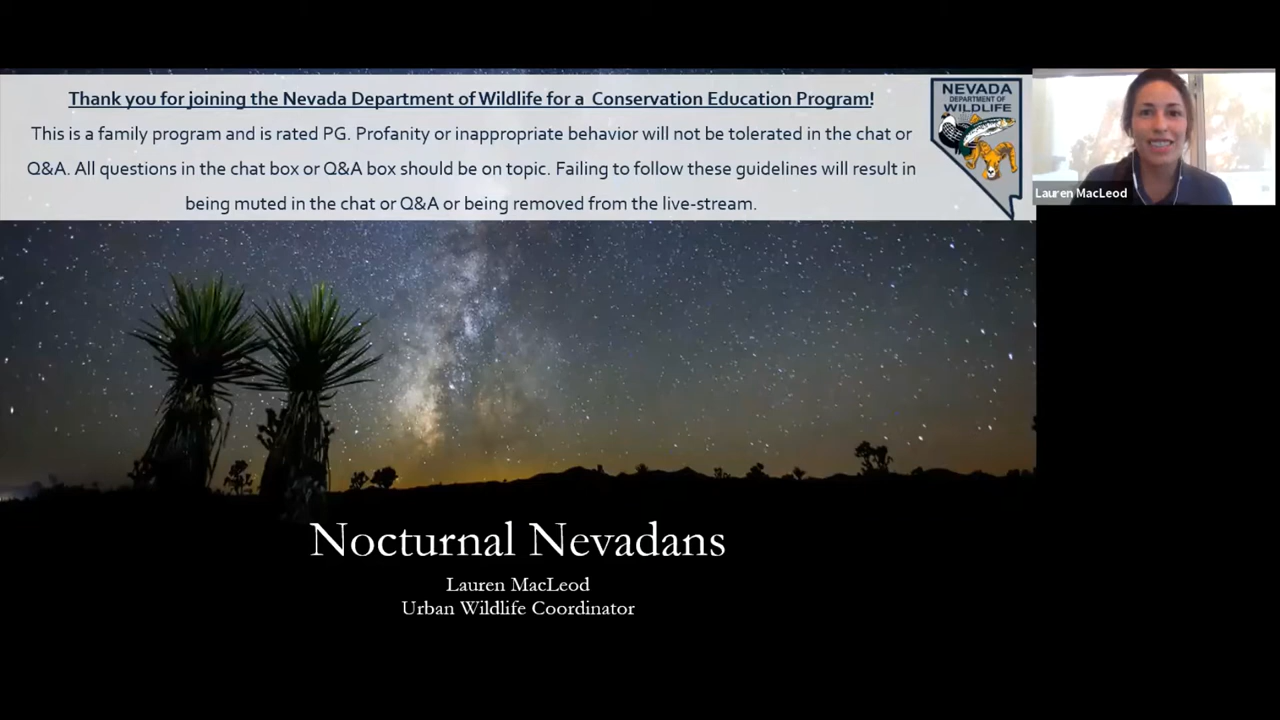 Thank you for joining the Nevada Department of Wildlife for a Conservation Education Program!
This is a family program and is rated PG. Profanity or inappropriate behavior will not be tolerated in the chat or
Q&A. All questions in the chat box or Q&A box should be on topic. Failing to follow these guidelines will result in
being muted in the chat or Q&A or being removed from the live-stream.
NEVADA
DEPARTMENT OF
WILDLIFE
Lauren MacLeod
Nocturnal Nevadans
Lauren MacLeod
Urban Wildlife Coordinator